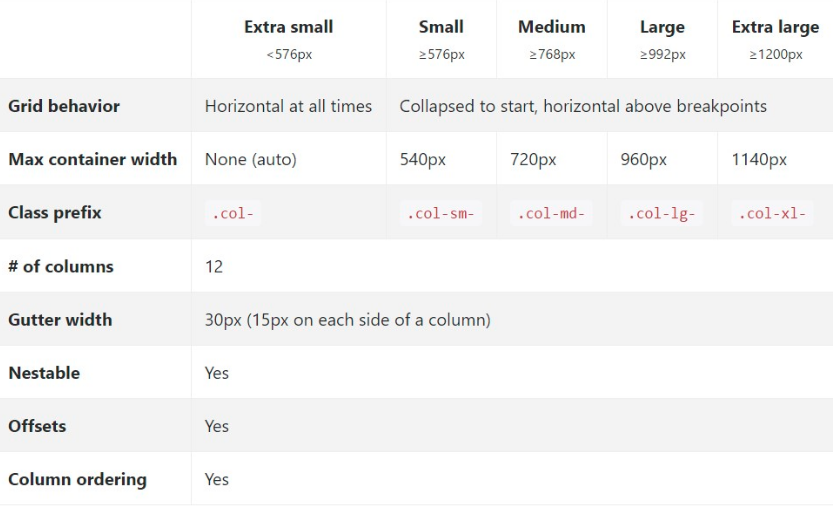 Extra small Small Medium Large Extra large
<576px ≥576px ≥768px ≥992px ≥1200px
Grid behavior Horizontal at all times Collapsed to start, horizontal above breakpoints
Max container width None (auto) 540px 720px 960px 1140px
Class prefix .col- .col-sm- .col-md- .col-lg- .col-xl-
# of columns 12
Gutter width 30px (15px on each side of a column)
Nestable Yes
Offsets Yes
Column ordering Yes